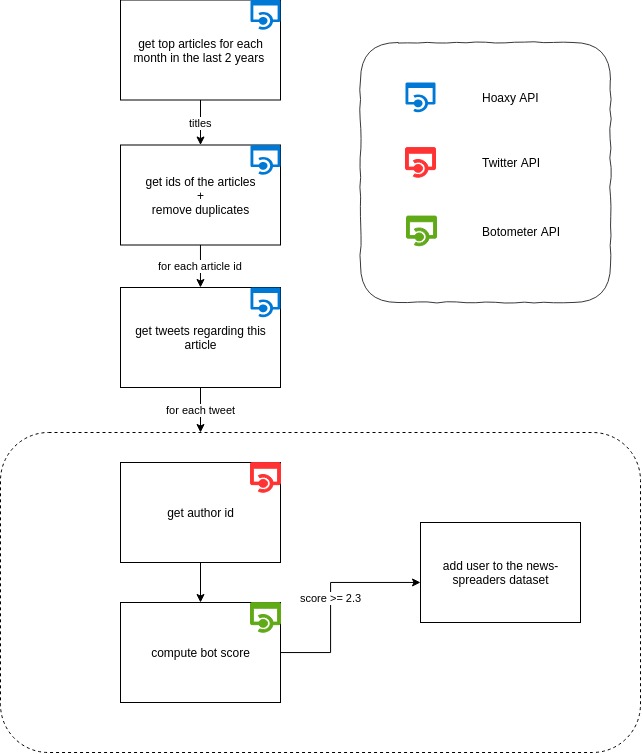 get top articles for each
month in the last 2 years
titles
get ids of the articles
+
remove duplicates
for each article id
get tweets regarding this
article
for each tweet
get author id
compute bot score
score >= 2.3
add user to the news-
spreaders dataset
Hoaxy API
Twitter API
Botometer API